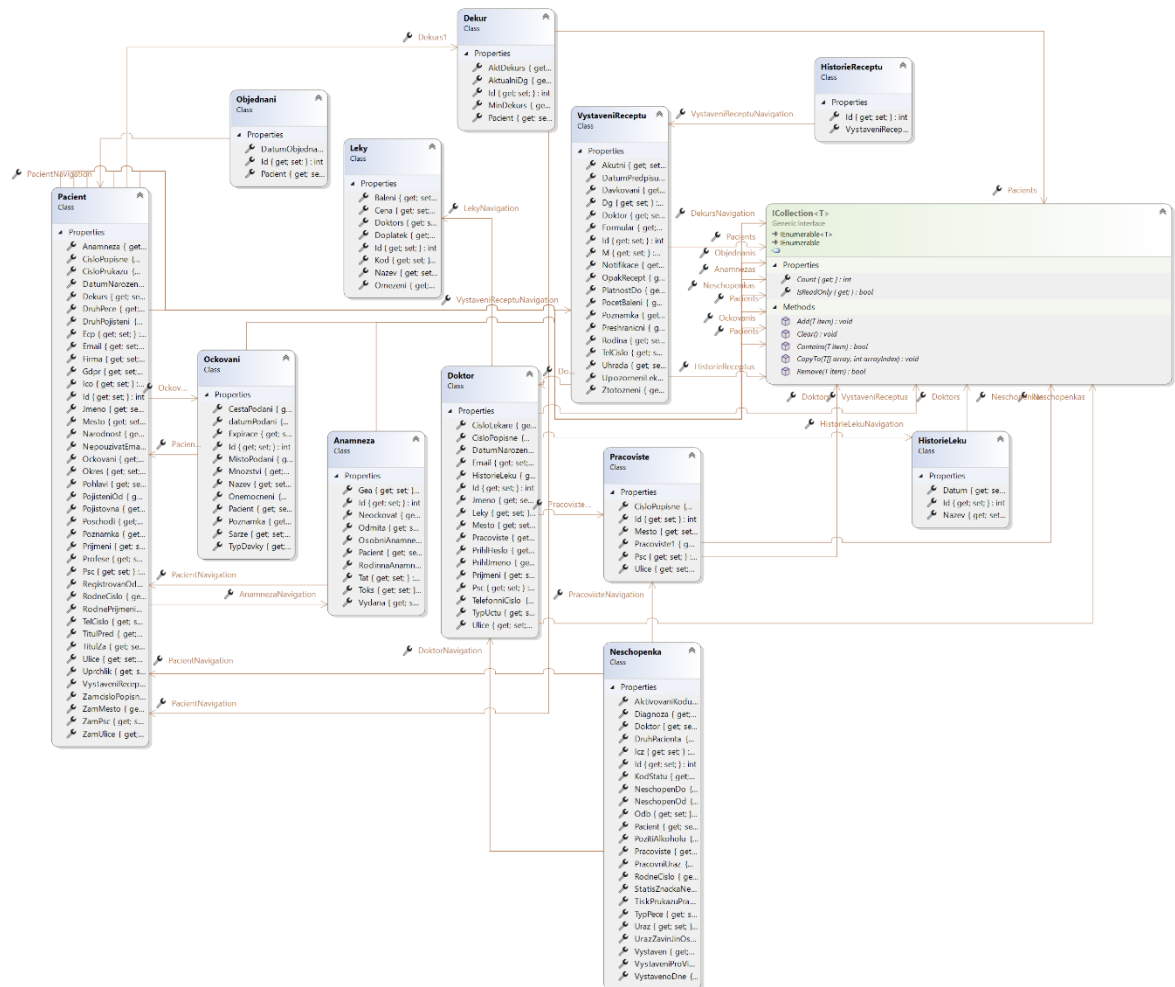 Dekur
Class
Properties
AktDekurs { get...
AktualniDg { ge...
Id { get; set; } : int
MinDekurs { ge...
Pacient { get; se...
Dekurs1
HistorieReceptu
Class
Properties
Id { get; set; } : int
VystaveniRecep...
VystaveniReceptuNavigation
Objednani
Class
Properties
DatumObjedna...
Id { get; set; } : int
Pacient { get; se...
PacientNavigation
VystaveniReceptu
Class
Properties
Akutni { get; set...
DatumPredpisu...
Davkovani { get...
Dg { get; set; } :...
Doktor { get; se...
Formular { get;...
Id { get; set; } : int
M { get; set; } :...
Notifikace { get...
OpakRecept { g...
PlatnostDo { ge...
PocetBaleni { g...
Poznamka { get...
Preshranicni { g...
Rodina { get; se...
TelCislo { get; s...
Uhrada { get; s...
UpozorneniLek...
Ztotozneni { ge...
Leky
Class
Properties
Baleni { get; set...
Cena { get; set;...
Doktors { get; s...
Doplatek { get;...
Id { get; set; } : int
Kod { get; set; }...
Nazev { get; set...
Omezeni { get;...
LekyNavigation
VystaveniReceptuNavigation
Pacient
Class
Properties
Anamneza { get...
CisloPopisne {...
CisloPrukazu {...
DatumNarozen...
Dekurs { get; se...
DruhPece { get;...
DruhPojisteni {...
Ecp { get; set; } :...
Email { get; set;...
Firma { get; set;...
Gdpr { get; set;...
Ico { get; set; } :...
Id { get; set; } : int
Jmeno { get; se...
Mesto { get; set...
Narodnost { ge...
NepouzivatEma...
Ockovani { get;...
Okres { get; set;...
Pohlavi { get; s...
PojisteniOd { g...
Pojistovna { get...
Poschodi { get;...
Poznamka { get...
Prijmeni { get; s...
Profese { get; s...
Psc { get; set; } :...
RegistrovanOd...
RodneCislo { g...
RodnePrijmeni...
TelCislo { get; s...
TitulPred { get;...
TitulZa { get; se...
Ulice { get; set;...
Uprchlik { get; s...
VystaveniRecep...
ZamcisloPopisn...
ZamMesto { ge...
ZamPsc { get; s...
ZamUlice { get;...
Pacients
DekursNavigation
Pacients
Objednanis
Anamnezas
Neschopenkas
Pacients
Ockovanis
Pacients
HistorieReceptus
ICollection<T>
Generic Interface
IEnumerable<T>
IEnumerable
Properties
Count { get; } : int
IsReadOnly { get; } : bool
Methods
Add(T item) : void
Clear() : void
Contains(T item) : bool
CopyTo(T[] array, int arrayIndex) : void
Remove(T item) : bool
Ockovani
Class
Properties
CestaPodani { g...
datumPodani {...
Expirace { get; s...
Id { get; set; } : int
MistoPodani { g...
Mnozstvi { get;...
Nazev { get; set...
Onemocneni {...
Pacient { get; se...
Poznamka { get...
Sarze { get; set;...
TypDavky { get;...
Ockov...
Pacien...
Anamneza
Class
Properties
Gea { get; set; }...
Id { get; set; } : int
Neockovat { ge...
Odmita { get; s...
OsobniAnamne...
Pacient { get; se...
RodinnaAnamn...
Tat { get; set; } :...
Toks { get; set; }...
Vydana { get; s...
PacientNavigation
AnamnezaNavigation
Doktor
Class
Properties
CisloLekare { ge...
CisloPopisne {...
DatumNarozen...
Email { get; set;...
HistorieLeku { g...
Id { get; set; } : int
Jmeno { get; se...
Leky { get; set; }...
Mesto { get; set...
Pracoviste { get...
PrihlHeslo { get...
PrihlJmeno { ge...
Prijmeni { get; s...
Psc { get; set; } :...
TelefonniCislo {...
TypUctu { get; s...
Ulice { get; set;...
Do...
Pracoviste...
Doktors
VystaveniReceptus
Doktors
Neschopenkas
HistorieLekuNavigation
Pracoviste
Class
Properties
CisloPopisne {...
Id { get; set; } : int
Mesto { get; set...
Pracoviste1 { g...
Psc { get; set; } :...
Ulice { get; set;...
HistorieLeku
Class
Properties
Datum { get; se...
Id { get; set; } : int
Nazev { get; set...
PracovisteNavigation
DoktorNavigation
PacientNavigation
PacientNavigation
Neschopenka
Class
Properties
AktivovaniKodu...
Diagnoza { get;...
Doktor { get; se...
DruhPacienta {...
Icz { get; set; } :...
Id { get; set; } : int
KodStatu { get;...
NeschopenDo {...
NeschopenOd {...
Odb { get; set; }...
Pacient { get; se...
PozitiAlkoholu {...
Pracoviste { get...
PracovniUraz {...
RodneCislo { ge...
StatisZnackaNe...
TiskPrukazuPra...
TypPece { get; s...
Uraz { get; set; }...
UrazZavinJinOs...
Vystaven { get;...
VystaveniProVi...
VystavenoDne {...